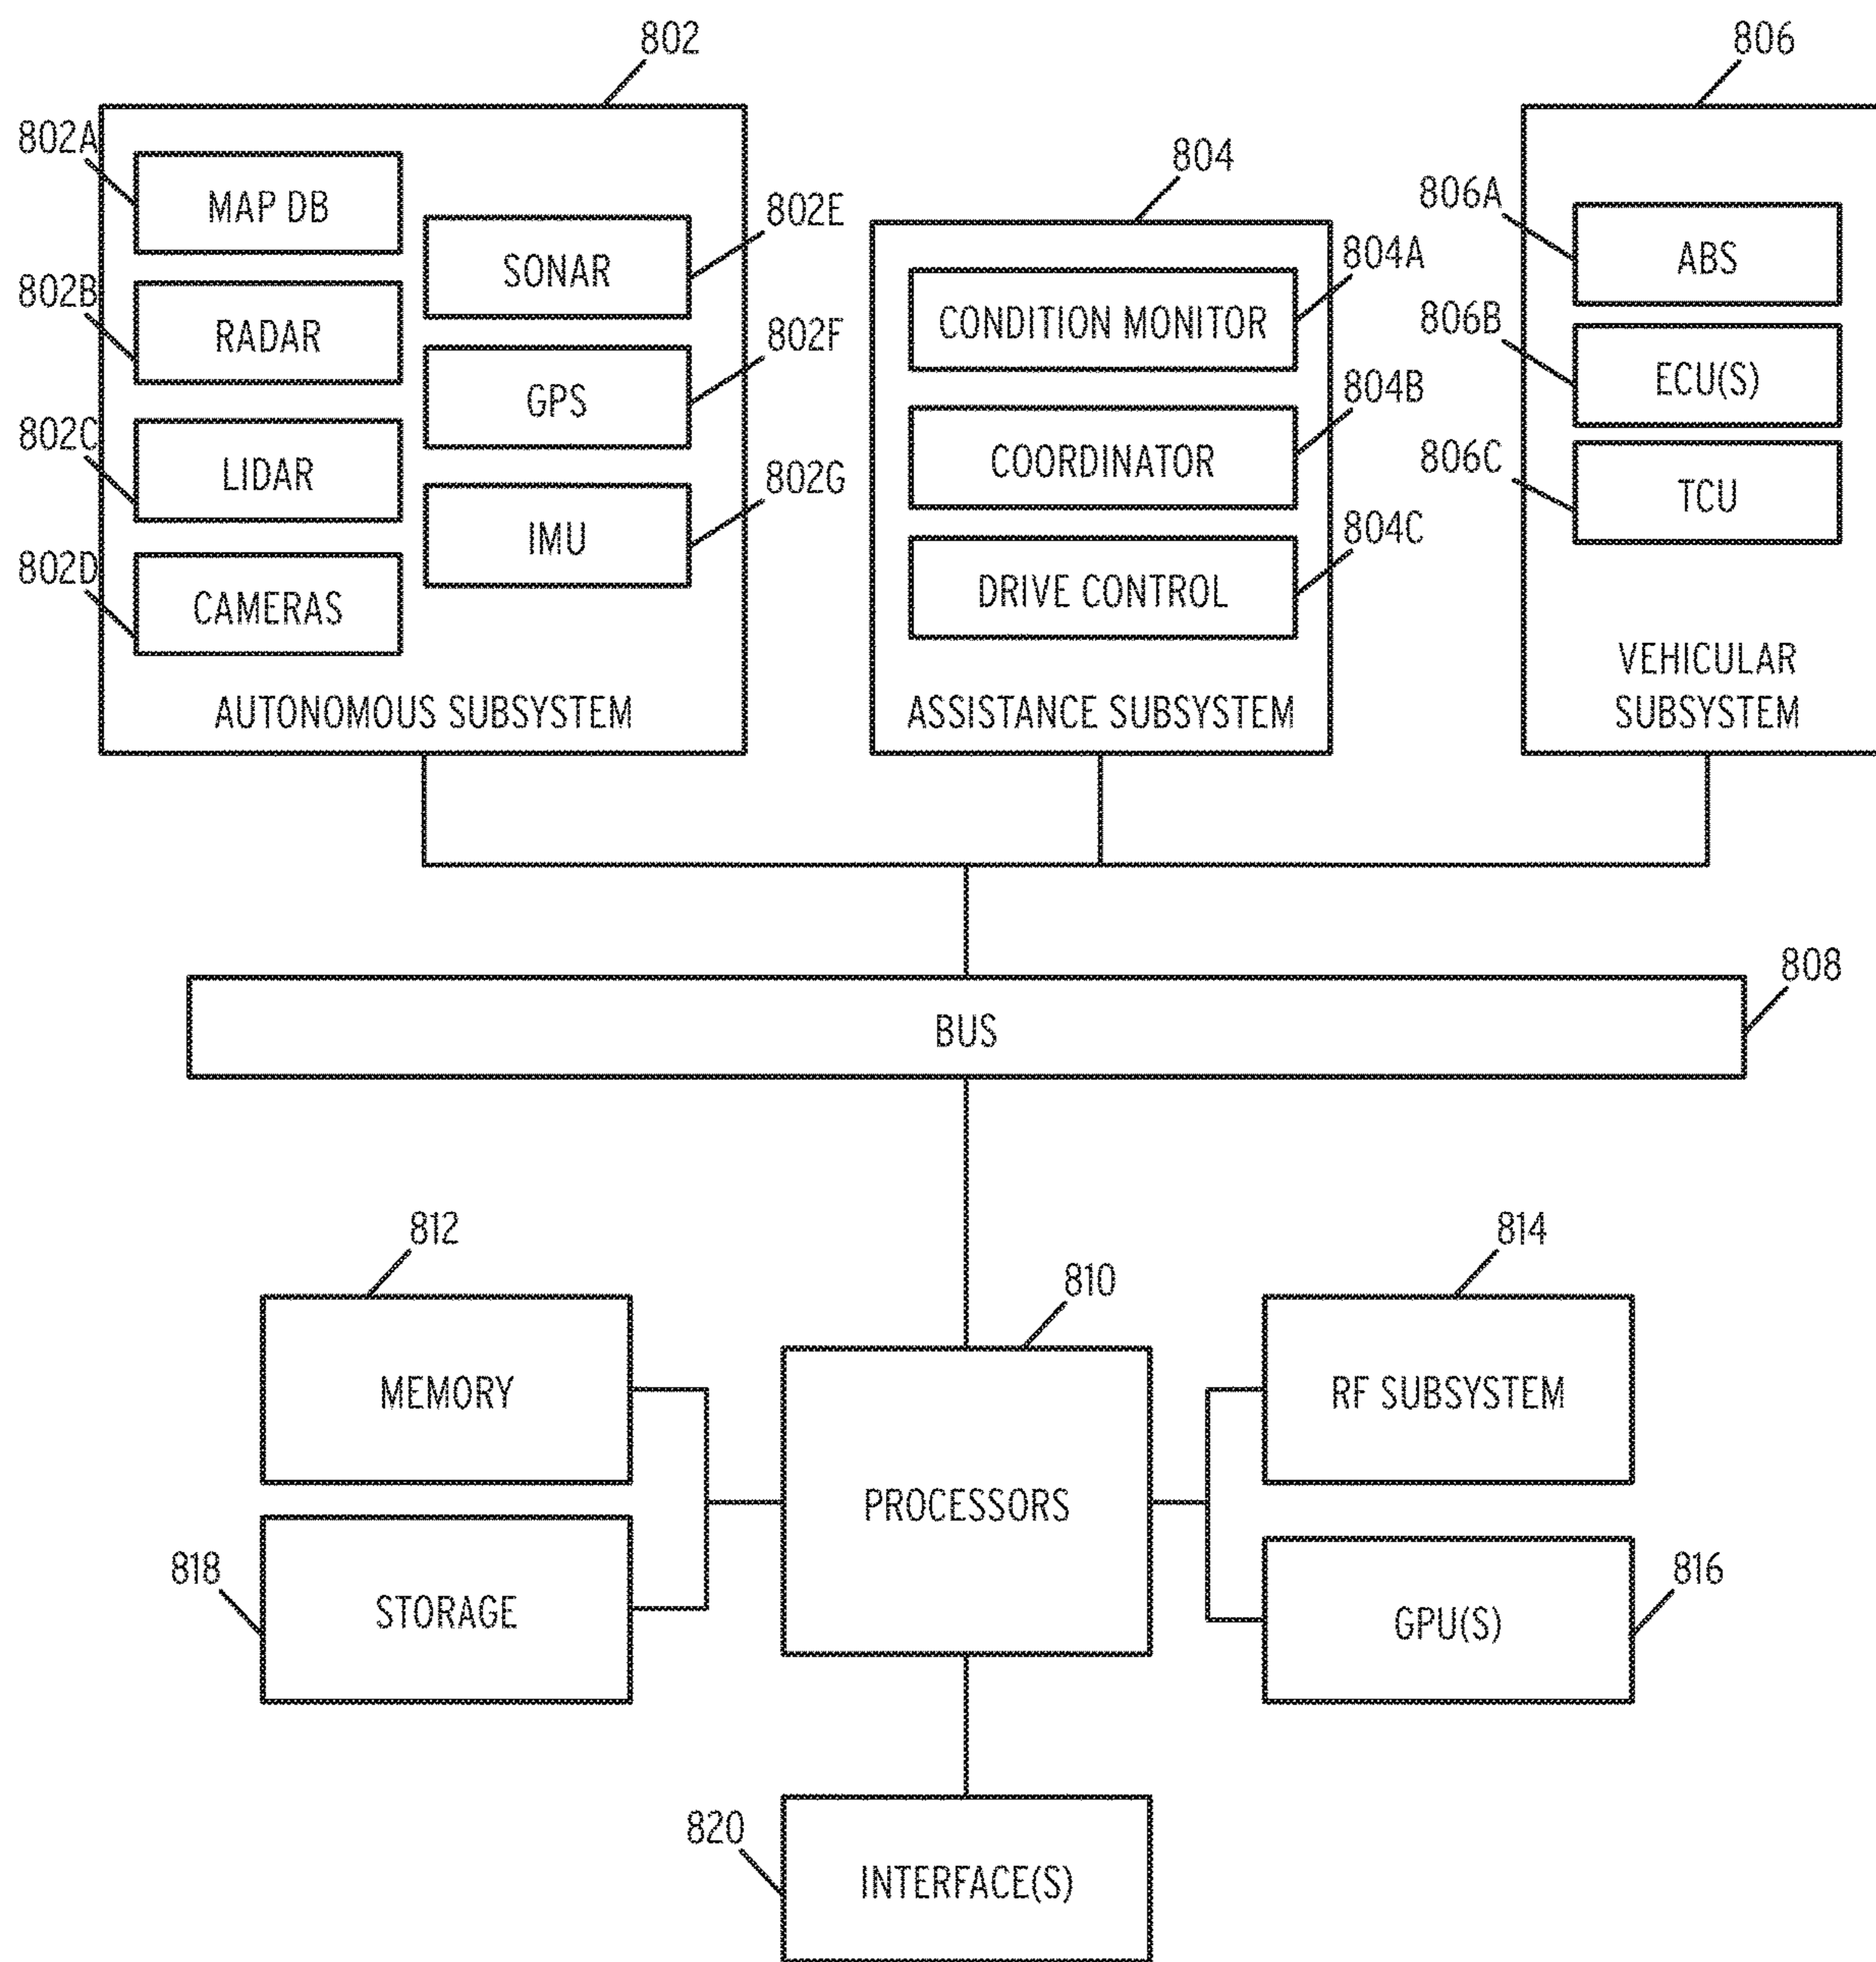 802
806
802A
MAP DB
804
802E
SONAR
806A
ABS
804A
CONDITION MONITOR
802B
RADAR
806B
ECU(S)
802F
GPS
804B
COORDINATOR
802C
LIDAR
806C
TCU
802G
IMU
804C
DRIVE CONTROL
802D
CAMERAS
AUTONOMOUS SUBSYSTEM
ASSISTANCE SUBSYSTEM
VEHICULAR
SUBSYSTEM
808
BUS
812
814
810
MEMORY
RF SUBSYSTEM
PROCESSORS
818
STORAGE
816
GPU(S)
820
INTERFACE(S)